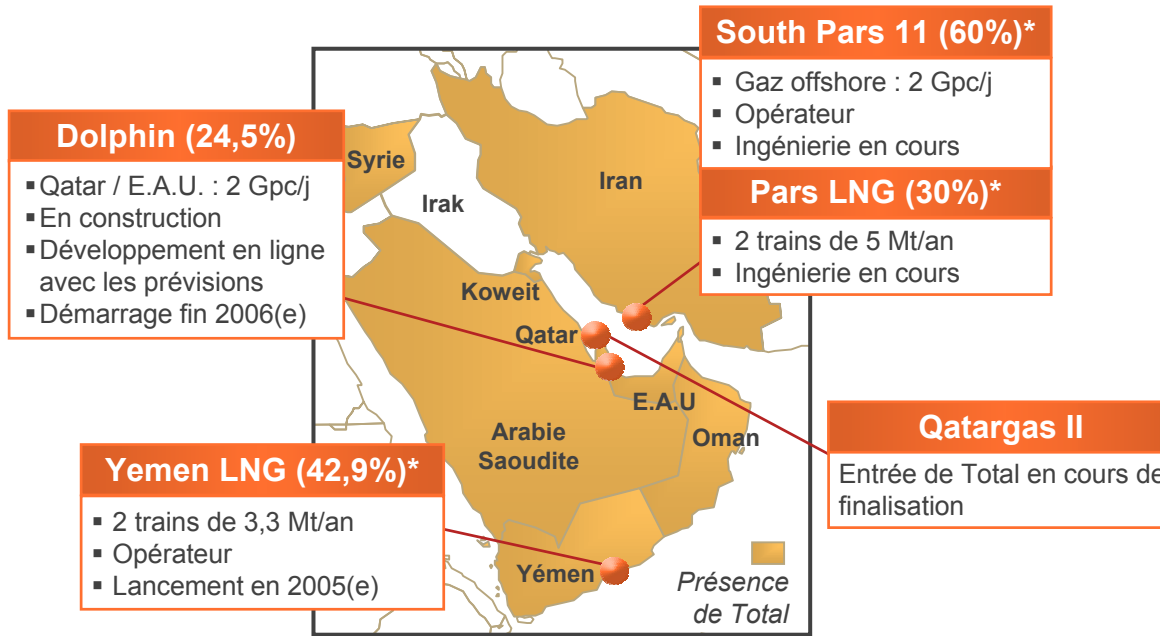 South Pars 11 (60%)*
▪ Gaz offshore : 2 Gpc/j
▪ Opérateur
▪ Ingénierie en cours
Pars LNG (30%)*
▪ 2 trains de 5 Mt/an
▪ Ingénierie en cours
Dolphin (24,5%)
▪ Qatar / E.A.U. : 2 Gpc/j
▪ En construction
▪ Développement en ligne
avec les prévisions
▪ Démarrage fin 2006(e)
Syrie
Irak
Iran
Koweit
Qatar
E.A.U
Oman
Arabie
Saoudite
Yémen
Qatargas II
Entrée de Total en cours de
finalisation
Yemen LNG (42,9%)*
▪ 2 trains de 3,3 Mt/an
▪ Opérateur
▪ Lancement en 2005(e)
Présence
de Total